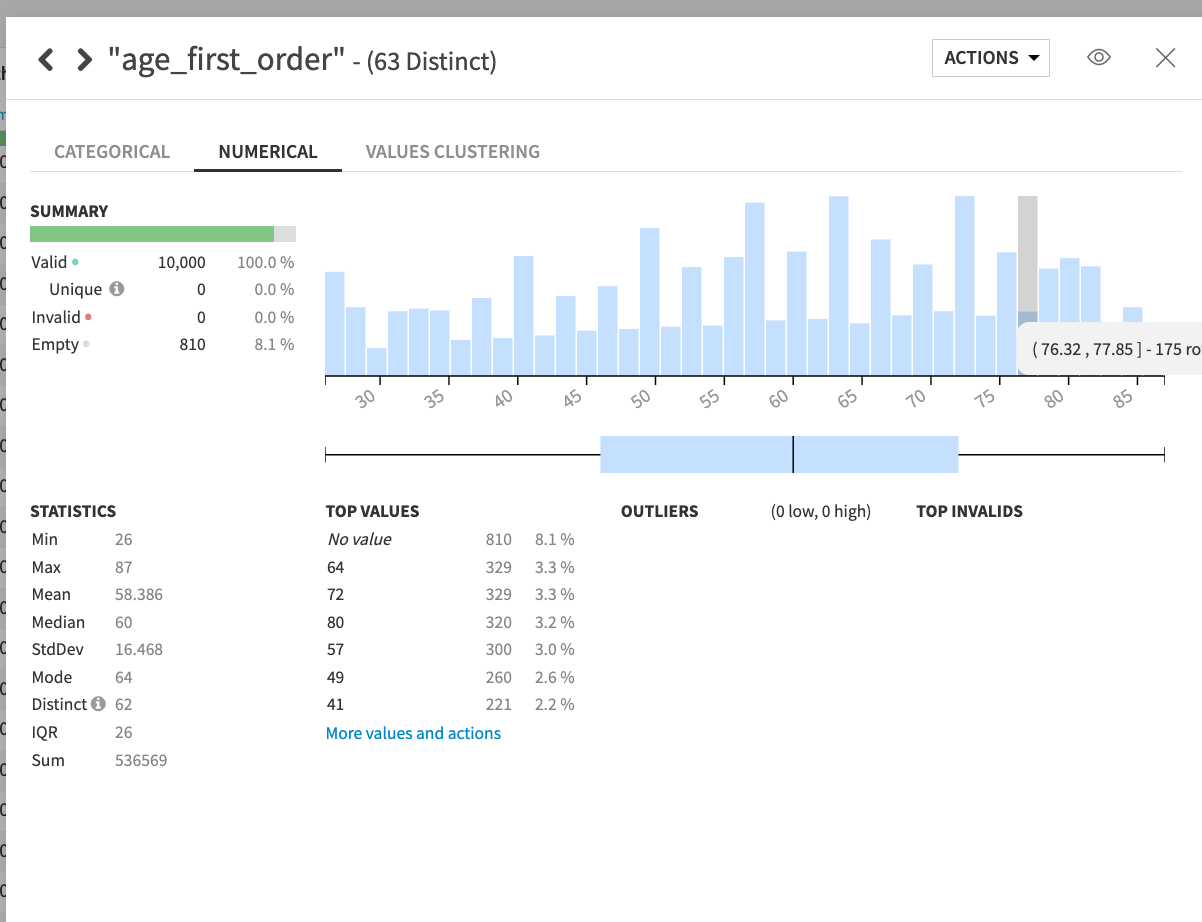 "age_first_order" - (63 Distinct)
ACTIONS
CATEGORICAL NUMERICAL VALUES CLUSTERING
SUMMARY
Valid 10,000 100.0 %
Unique 0 0.0 %
Invalid 0 0.0 %
Empty 810 8.1 %
( 76.32 , 77.85 ] - 175 ro
30 35 40 45 50 55 60 65 70 75 80 85
STATISTICS
Min 26
Max 87
Mean 58.386
Median 60
StdDev 16.468
Mode 64
Distinct 62
IQR 26
Sum 536569
TOP VALUES
No value 810 8.1 %
64 329 3.3 %
72 329 3.3 %
80 320 3.2 %
57 300 3.0 %
49 260 2.6 %
41 221 2.2 %
More values and actions
OUTLIERS (0 low, 0 high)
TOP INVALIDS